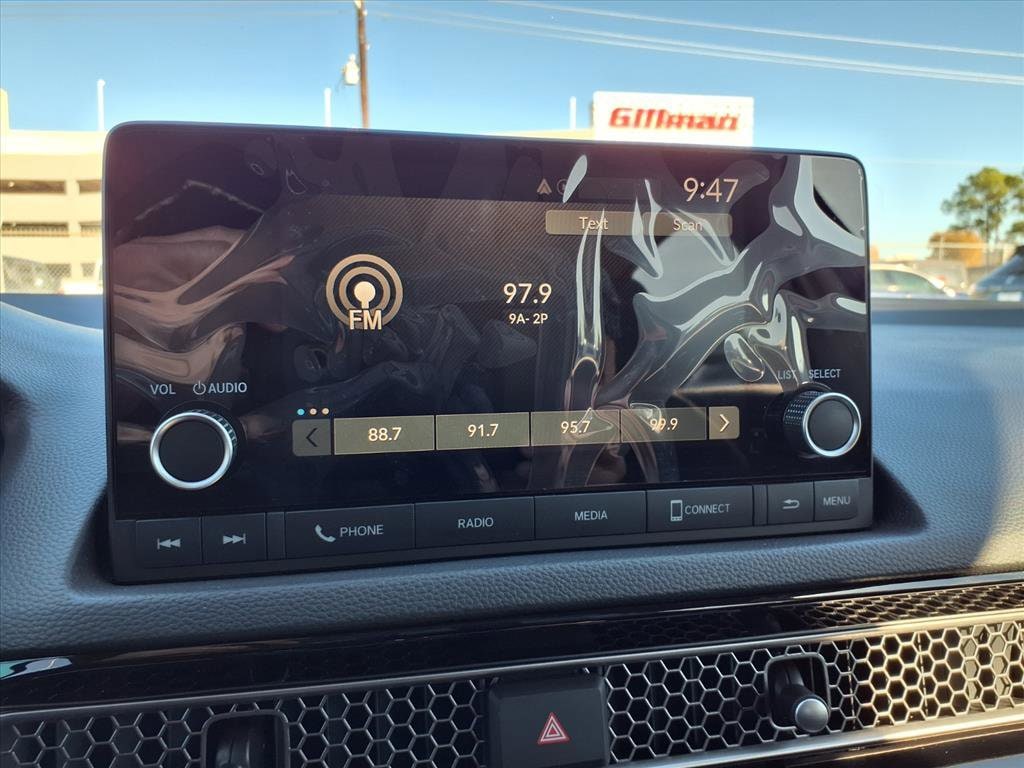 Gillman
9:47
Text Scan
FM
97.9
9A- 2P
VOL AUDIO
LIST SELECT
88.7 91.7 95.7 99.9
PHONE RADIO MEDIA CONNECT MENU